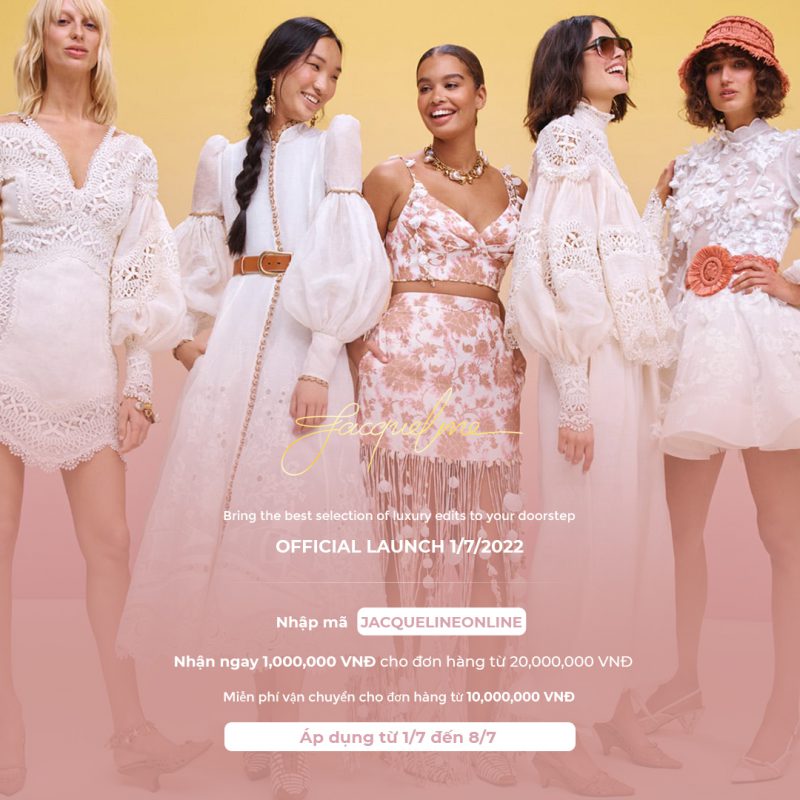 Jacqueline
Bring the best selection of luxury edits to your doorstep
OFFICIAL LAUNCH 1/7/2022
Nhập mã JACQUELINEONLINE
Nhận ngay 1,000,000 VNĐ cho đơn hàng từ 20,000,000 VNĐ
Miễn phí vận chuyển cho đơn hàng từ 10,000,000 VNĐ
Áp dụng từ 1/7 đến 8/7